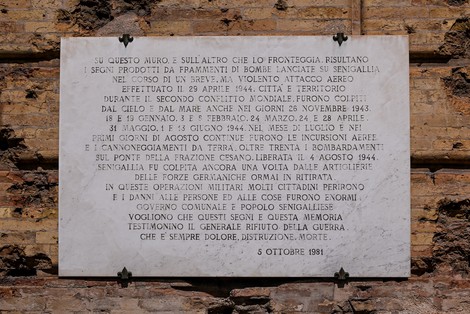 SU QUESTO MURO, E SULL'ALTRO CHE LO FRONTEGGIA, RISULTANO
I SEGNI PRODOTTI DA FRAMMENTI DI BOMBE LANCIATE SU SENIGALLIA
NEL CORSO DI UN BREVE, MA VIOLENTO ATTACCO AEREO
EFFETTUATO IL 29 APRILE 1944. CITTÀ E TERRITORIO
DURANTE IL SECONDO CONFLITTO MONDIALE, FURONO COLPITI
DAL CIELO E DAL MARE ANCHE NEI GIORNI 26 NOVEMBRE 1943,
18 E 19 GENNAIO, 3 E 5 FEBBRAIO, 24 MARZO, 24 E 28 APRILE,
31 MAGGIO, 1 E 13 GIUGNO 1944. NEL MESE DI LUGLIO E NEI
PRIMI GIORNI DI AGOSTO CONTINUE FURONO LE INCURSIONI AEREE
E I CANNONEGGIAMENTI DA TERRA, OLTRE TRENTA I BOMBARDAMENTI
SUL PONTE DELLA FRAZIONE CESANO. LIBERATA IL 4 AGOSTO 1944,
SENIGALLIA FU COLPITA ANCORA UNA VOLTA DALLE ARTIGLIERIE
DELLE FORZE GERMANICHE ORMAI IN RITIRATA.
IN QUESTE OPERAZIONI MILITARI MOLTI CITTADINI PERIRONO
E I DANNI ALLE PERSONE ED ALLE COSE FURONO ENORMI
GOVERNO COMUNALE E POPOLO SENIGALLIESE
VOGLIONO CHE QUESTI SEGNI E QUESTA MEMORIA
TESTIMONINO IL GENERALE RIFIUTO DELLA GUERRA,
CHE È SEMPRE DOLORE, DISTRUZIONE, MORTE.
5 OTTOBRE 1981